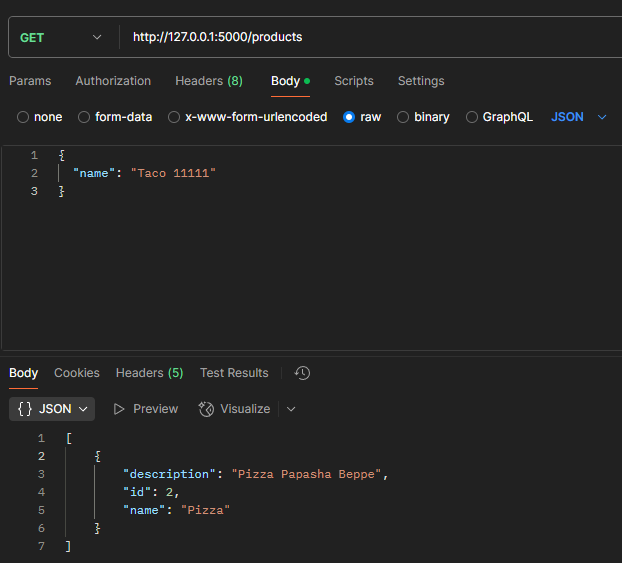 GET http://127.0.0.1:5000/products
Params Authorization Headers (8) Body Scripts Settings
none form-data x-www-form-urlencoded raw binary GraphQL JSON
1 {
2 "name": "Taco 11111"
3 }
Body Cookies Headers (5) Test Results
{} JSON Preview Visualize
1 [
2 {
3 "description": "Pizza Papasha Beppe",
4 "id": 2,
5 "name": "Pizza"
6 }
7 ]